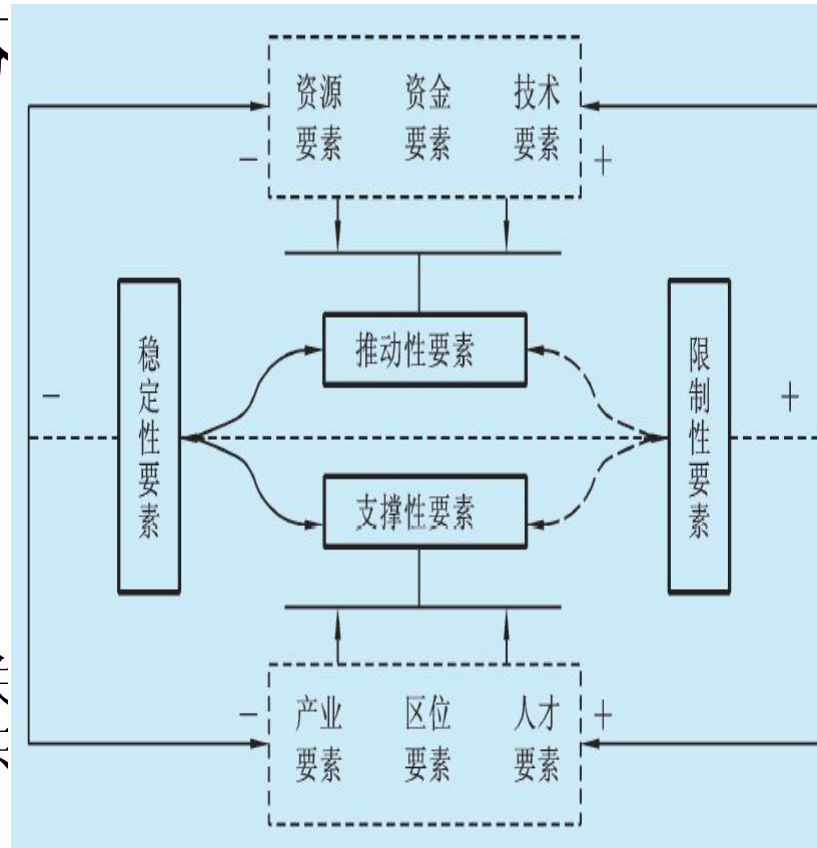 资源 资金 技术
要素 要素 要素
− +
推动性要素
稳定性要素
限制性要素
− +
支撑性要素
− 产业 区位 人才 +
要素 要素 要素